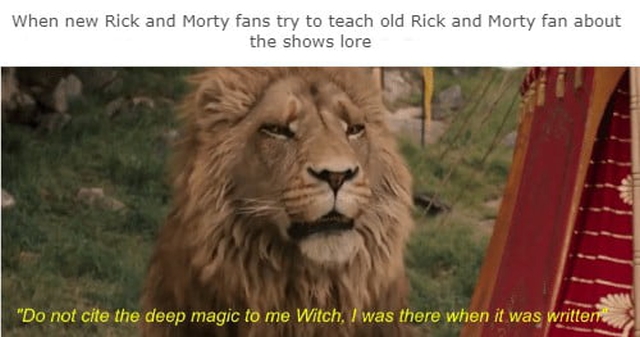 When new Rick and Morty fans try to teach old Rick and Morty fan about
the shows lore
"Do not cite the deep magic to me Witch, I was there when it was written"